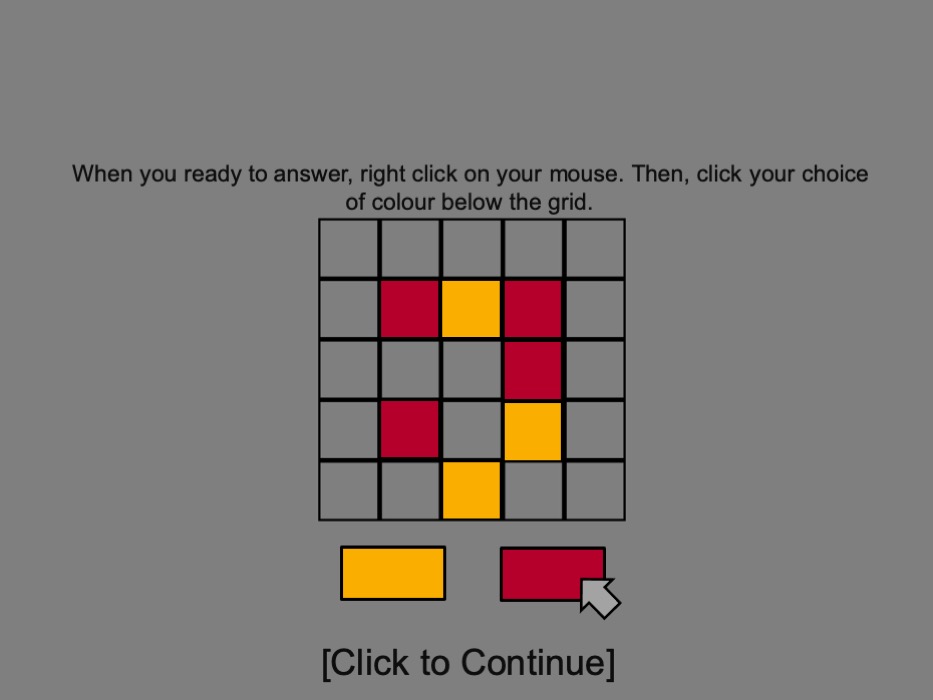 When you ready to answer, right click on your mouse. Then, click your choice
of colour below the grid.
[Click to Continue]